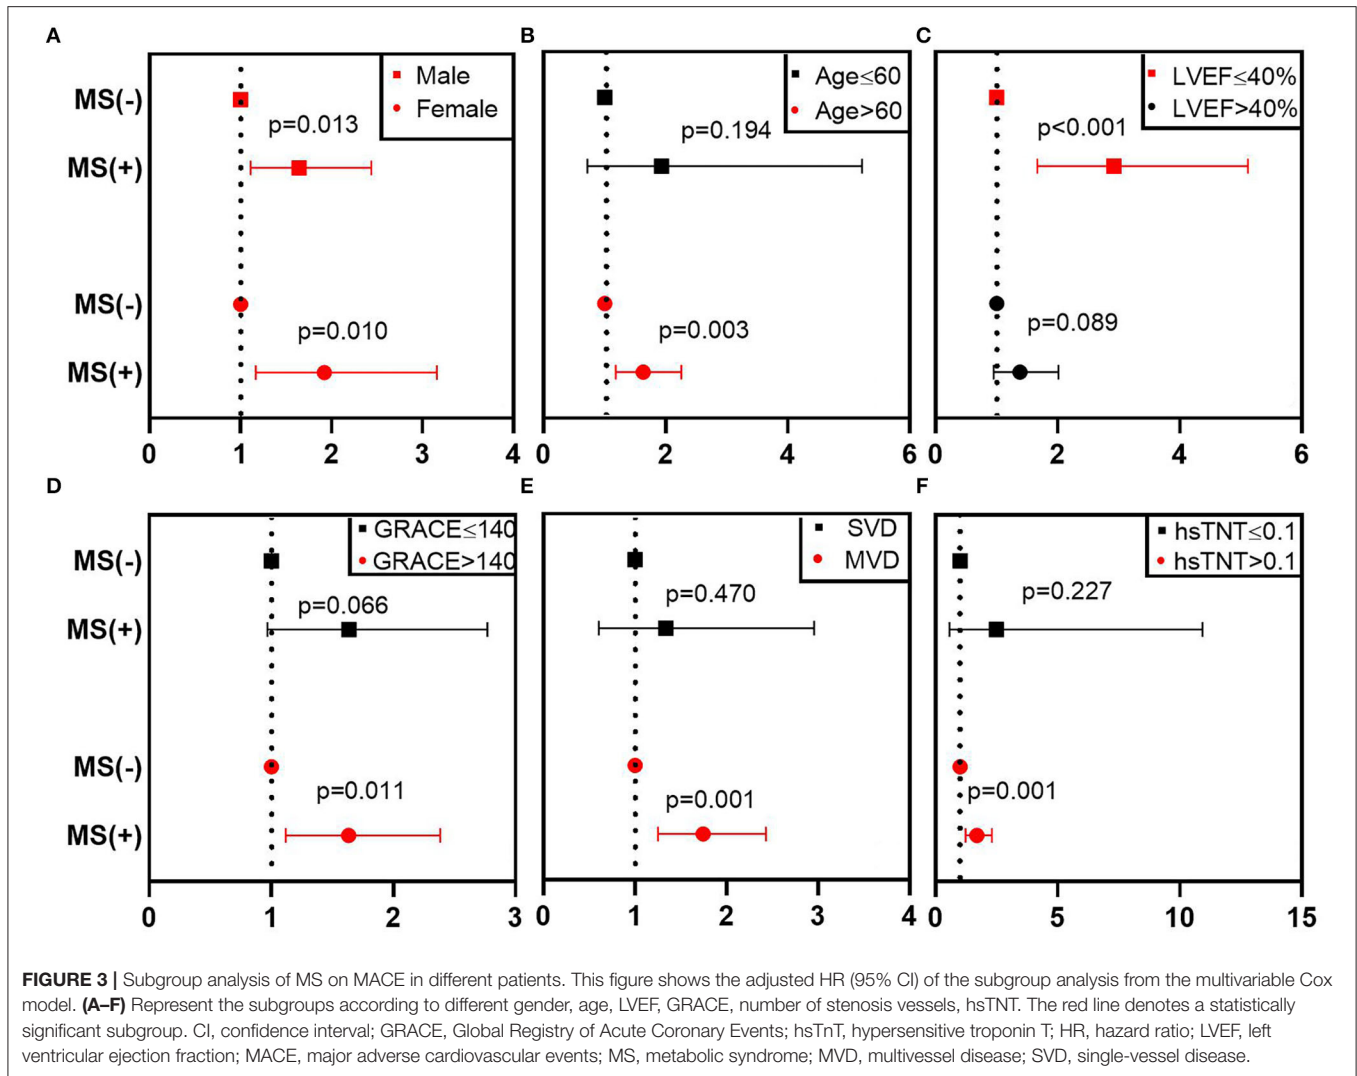 A
B
C
Male
Female
Age≤60
Age>60
LVEF≤40%
LVEF>40%
MS(-)
p=0.013
p=0.194
p<0.001
MS(+)
MS(-)
p=0.010
p=0.003
p=0.089
MS(+)
0 1 2 3 4
0 2 4 6
0 2 4 6
D
E
F
GRACE≤140
GRACE>140
SVD
MVD
hsTNT≤0.1
hsTNT>0.1
MS(-)
p=0.066
p=0.470
p=0.227
MS(+)
MS(-)
p=0.011
p=0.001
p=0.001
MS(+)
0 1 2 3
0 1 2 3 4
0 5 10 15
FIGURE 3 | Subgroup analysis of MS on MACE in different patients. This figure shows the adjusted HR (95% CI) of the subgroup analysis from the multivariable Cox
model. (A–F) Represent the subgroups according to different gender, age, LVEF, GRACE, number of stenosis vessels, hsTNT. The red line denotes a statistically
significant subgroup. CI, confidence interval; GRACE, Global Registry of Acute Coronary Events; hsTnT, hypersensitive troponin T; HR, hazard ratio; LVEF, left
ventricular ejection fraction; MACE, major adverse cardiovascular events; MS, metabolic syndrome; MVD, multivessel disease; SVD, single-vessel disease.